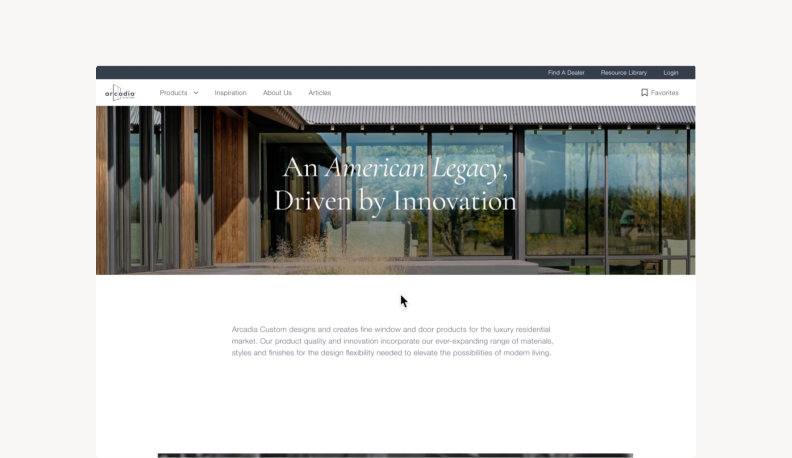 Find A Dealer Resource Library Login
arcadia Products Inspiration About Us Articles Favorites
An American Legacy,
Driven by Innovation
Arcadia Custom designs and creates fine window and door products for the luxury residential
market. Our product quality and innovation incorporate our ever-expanding range of materials,
styles and finishes for the design flexibility needed to elevate the possibilities of modern living.